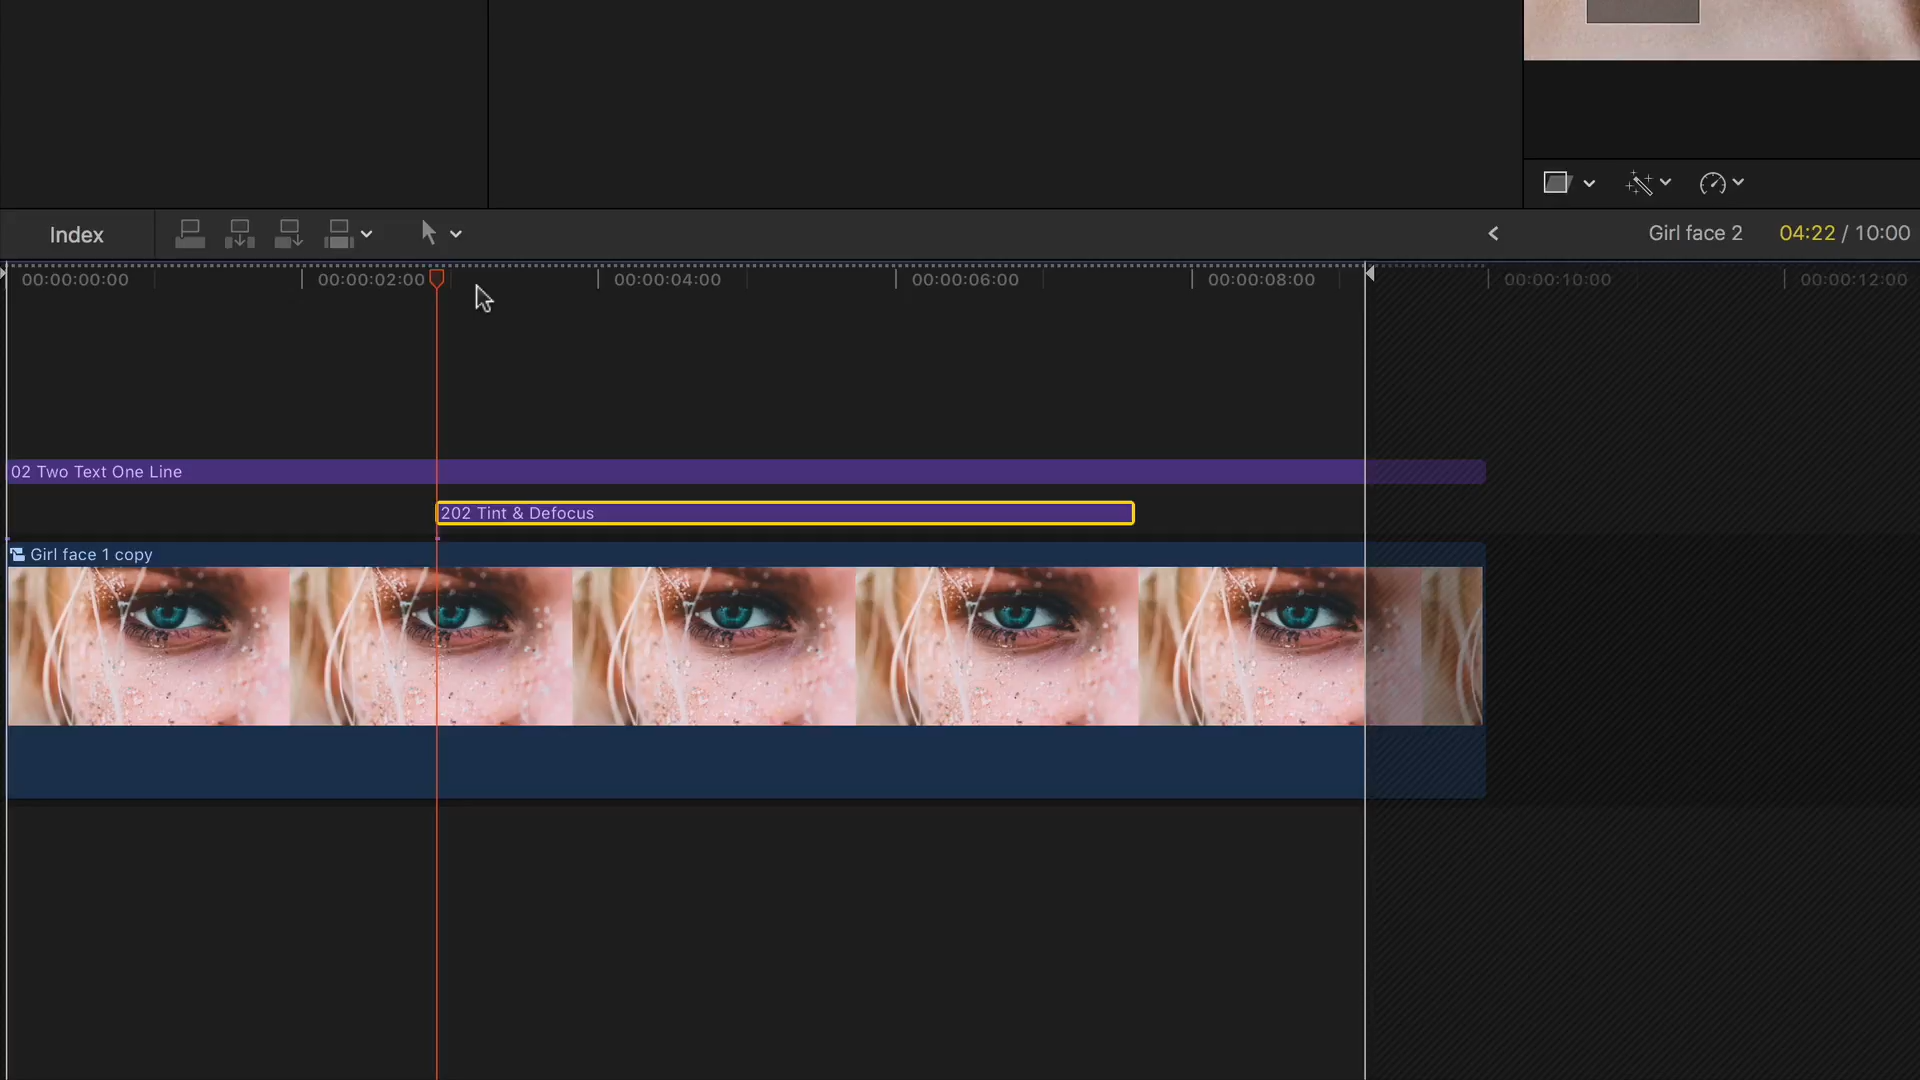 Index
Girl face 2
04:22 / 10:00
00:00:00:00
00:00:02:00
00:00:04:00
00:00:06:00
00:00:08:00
00:00:10:00
00:00:12:00
02 Two Text One Line
202 Tint & Defocus
Girl face 1 copy